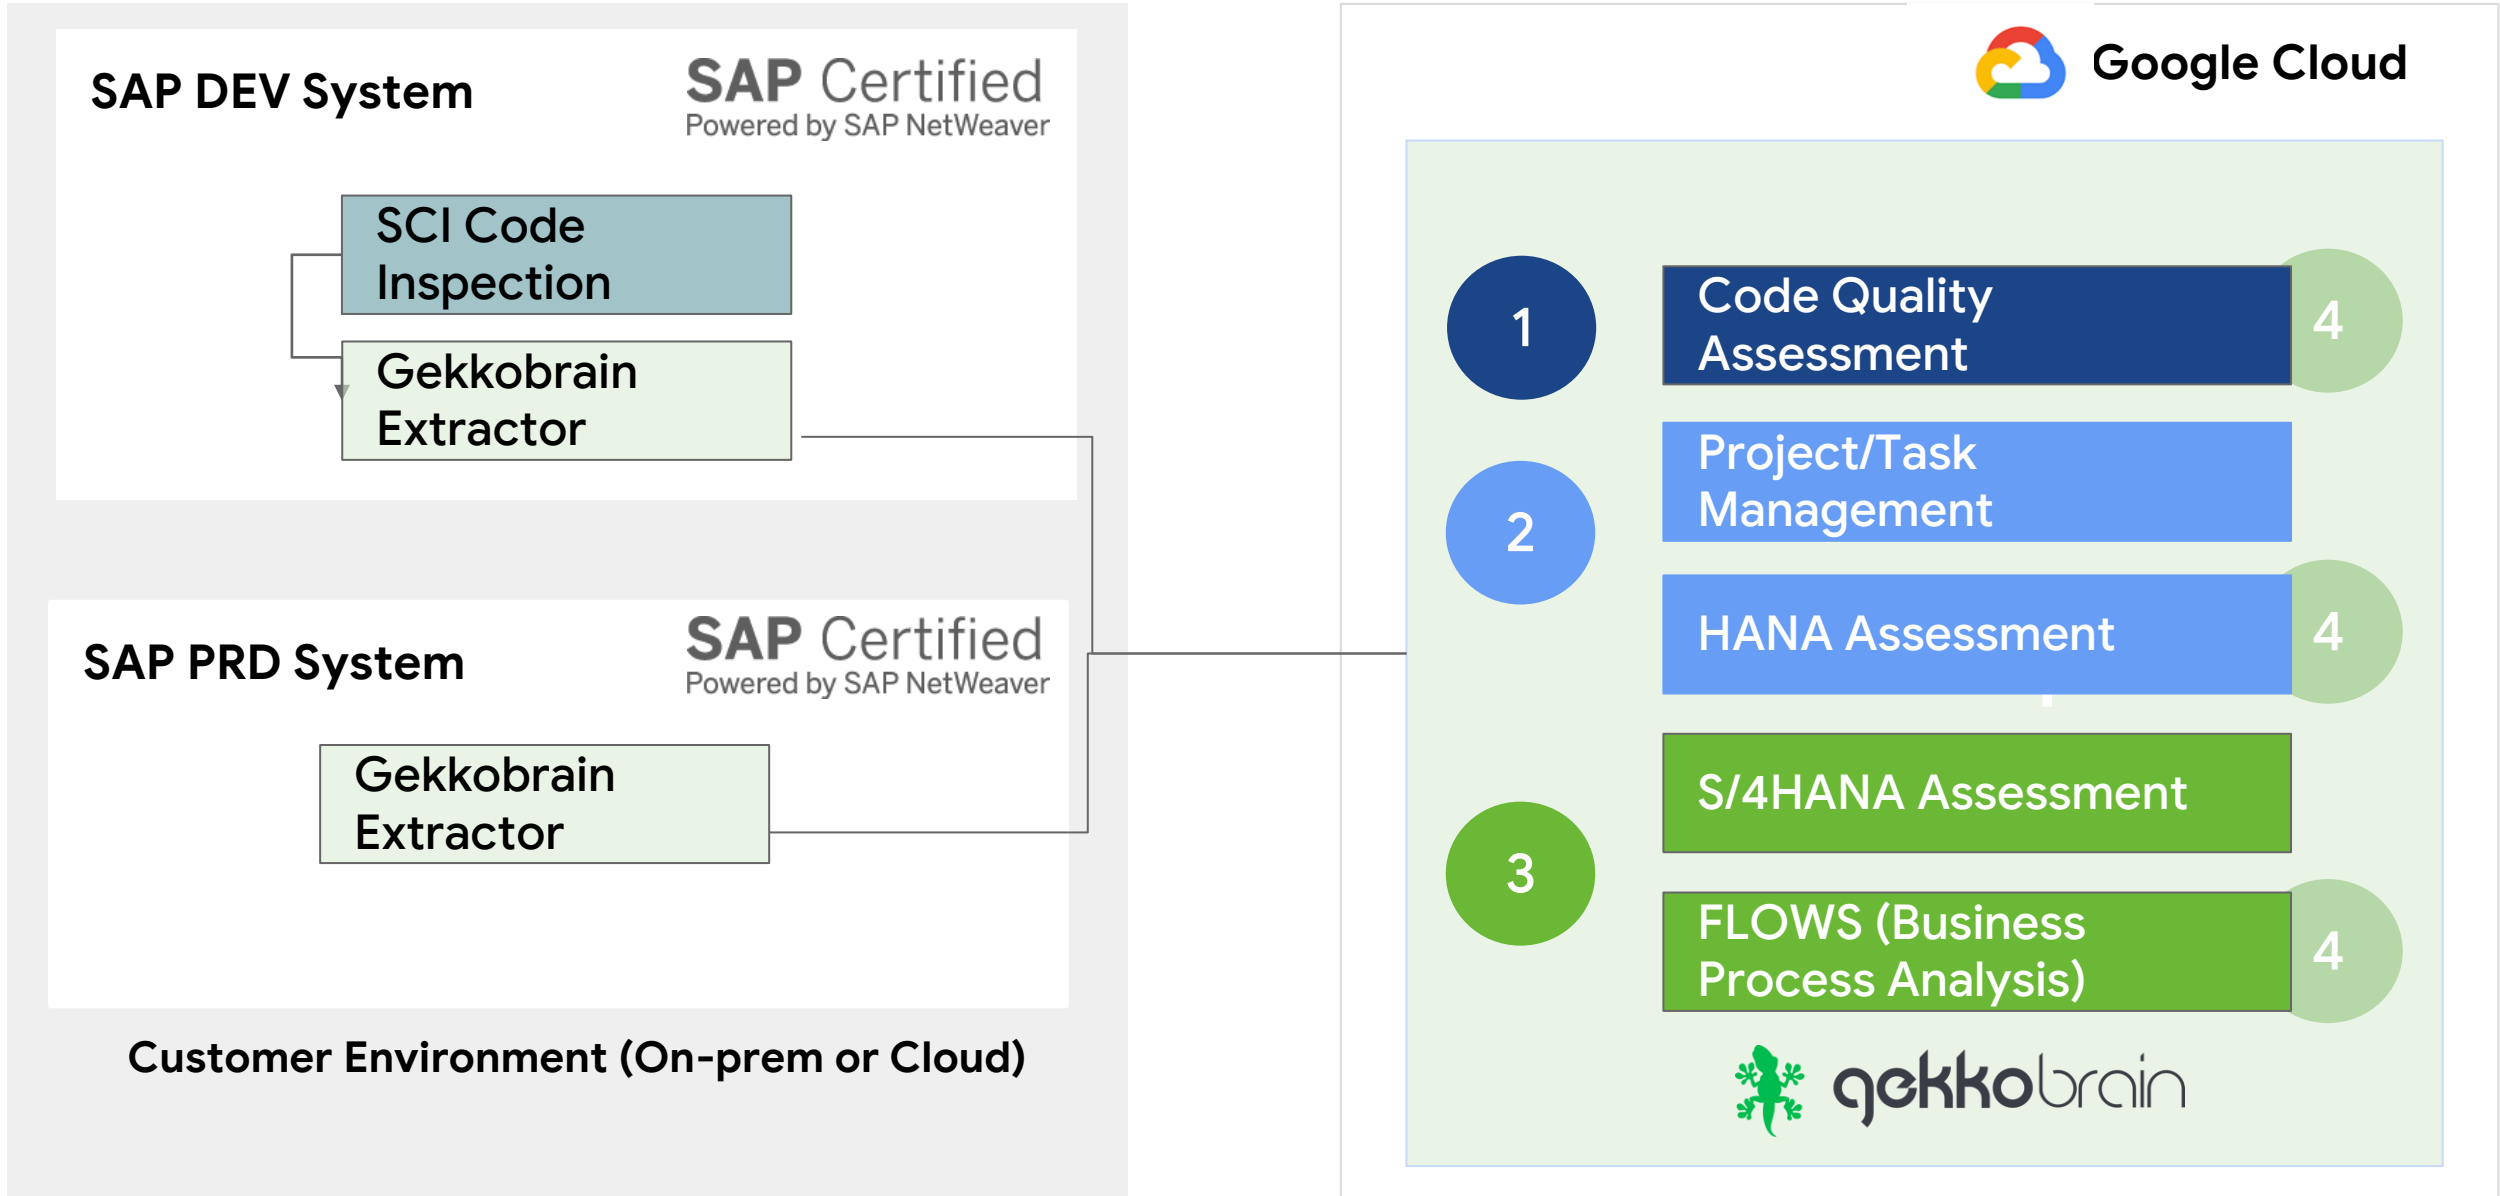 SAP DEV System
SAP Certified
Powered by SAP NetWeaver
SCI Code
Inspection
Gekkobrain
Extractor
SAP PRD System
SAP Certified
Powered by SAP NetWeaver
Gekkobrain
Extractor
Customer Environment (On-prem or Cloud)
Google Cloud
1
Code Quality
Assessment
4
2
Project/Task
Management
HANA Assessment
4
3
S/4HANA Assessment
FLOWS (Business
Process Analysis)
4
gekkobrain